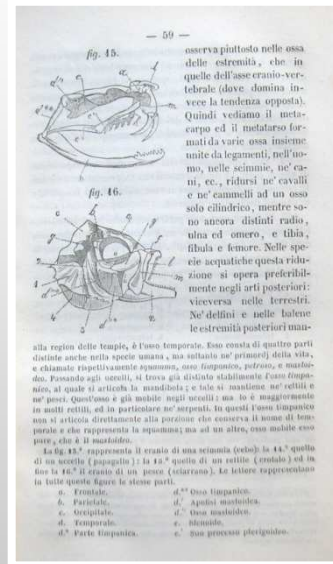 — 59 —
fig. 15.
osserva piuttosto nelle ossa
delle estremità, che in
quelle dell'asse cranio-ver-
tebrale (dove domina in-
vece la tendenza opposta).
Quindi vediamo il meta-
carpo ed il metatarso for-
mati da varie ossa insieme
unite da legamenti, nell'uo-
mo, nelle scimmie, ne' ca-
ni, ec., ridursi ne' cavalli
e ne' cammelli ad un osso
solo cilindrico, mentre so-
no ancora distinti radio,
ulna ed omero, e tibia,
fibula e femore. Nelle spe-
cie acquatiche questa ridu-
zione si opera preferibil-
mente negli arti posteriori:
viceversa nelle terrestri.
Ne' delfini e nelle balene
le estremità posteriori man-
fig. 16.
alla regione delle tempie, è l'osso temporale. Esso consta di quattro parti
distinte anche nella specie umana, ma soltanto ne' primordj della vita,
e chiamate rispettivamente squamma, osso timpanico, petroso, e mastoi-
deo. Passando agli uccelli, si trova già distinto stabilmente l'osso timpa-
nico, al quale si articola la mandibola; e tale si mantiene ne' rettili e
ne' pesci. Quest'osso è già mobile negli uccelli; ma lo è maggiormente
in molti rettili, ed in particolare ne' serpenti. In questi l'osso timpanico
non si articola direttamente alla porzione che conserva il nome di tem-
porale e che rappresenta la squamma; ma ad un altro, osso mobile esso
pure, che è il mastoideo.
La fig. 13.ª rappresenta il cranio di una scimmia (cebo): la 14.ª quello
di un uccello (papagallo): la 15.ª quello di un rettile (crotalo) ed in
fine la 16.ª il cranio di un pesce (sciarrano). Le lettere rappresentano
in tutte queste figure le stesse parti.
a. Frontale.
b. Parietale.
c. Occipitale.
d. Temporale.
d.° Parte timpanica.
d.°° Osso timpanico.
d.' Apofisi mastoidea.
d.'' Osso mastoideo.
e. Sfenoide.
e.' Suo processo pterigoideo.